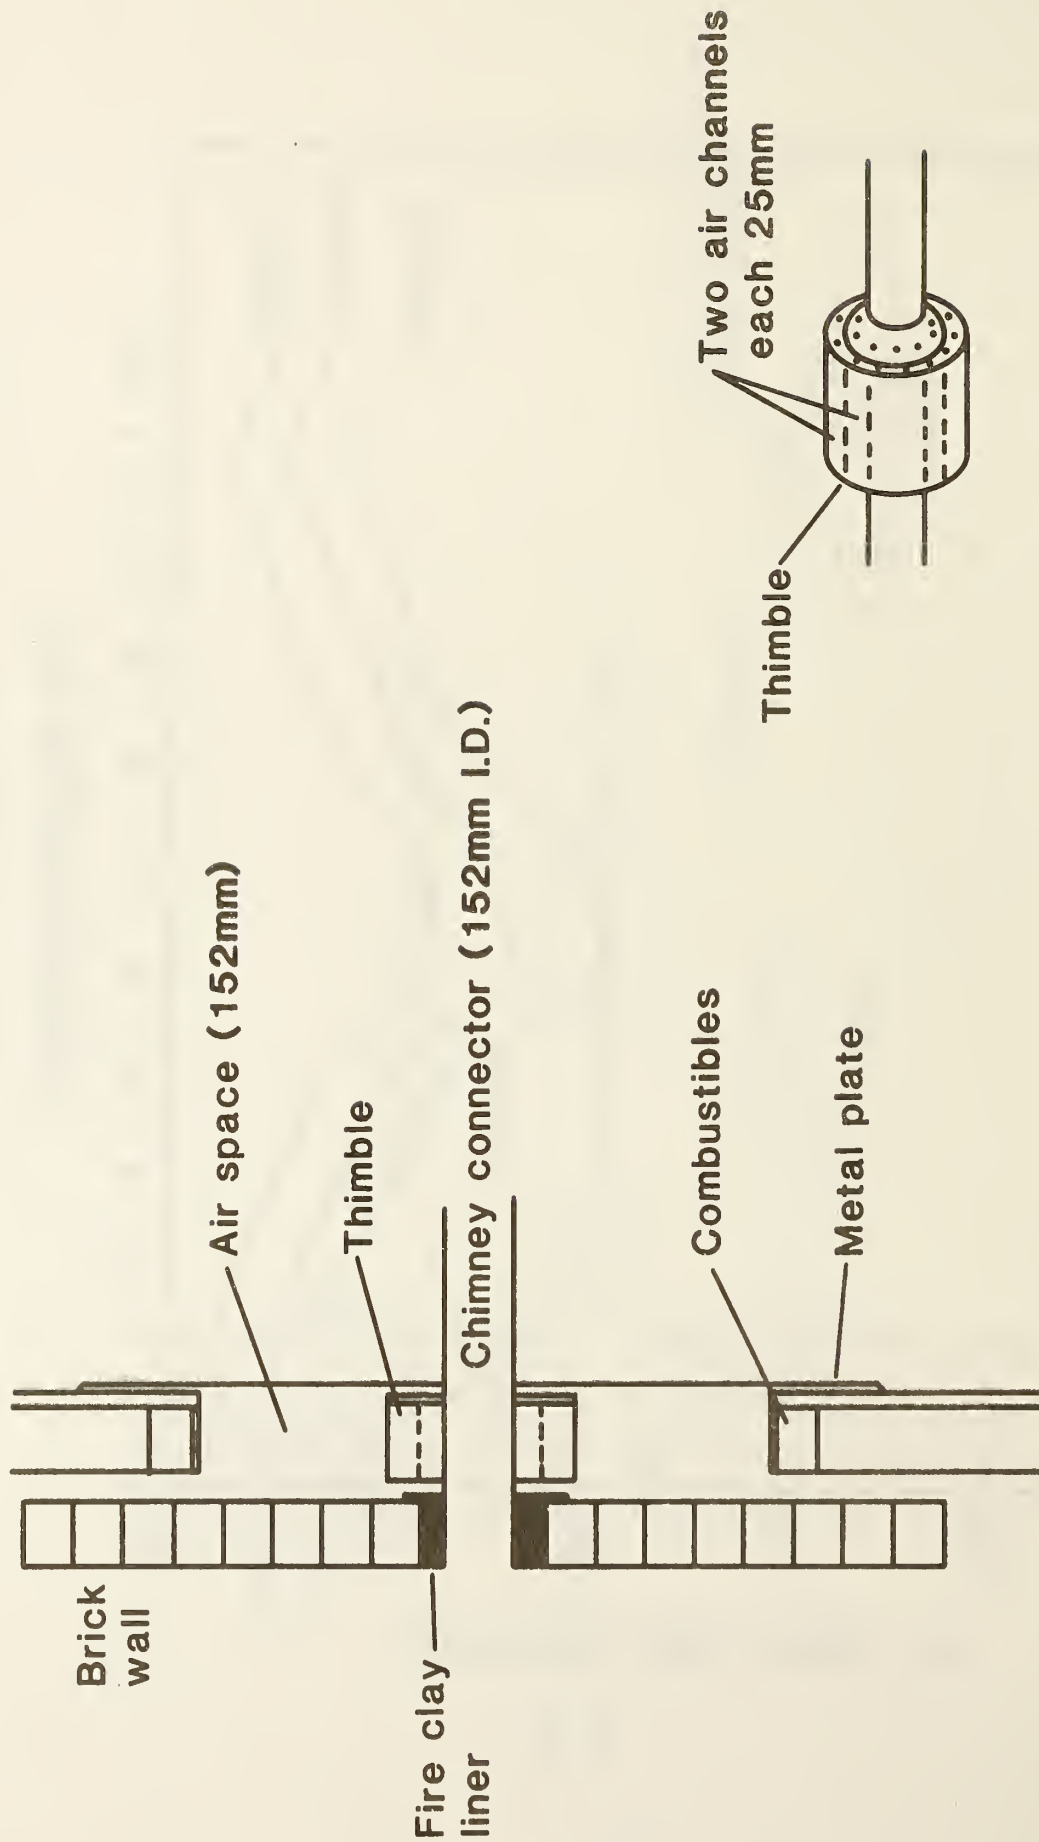 Brick
wall
Fire clay
liner
Air space (152mm)
Thimble
Chimney connector (152mm I.D.)
Combustibles
Metal plate
Thimble
Two air channels
each 25mm